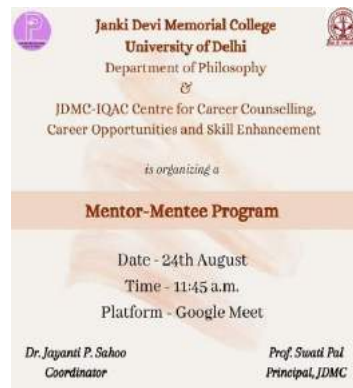 Janki Devi Memorial College
University of Delhi
Department of Philosophy
&
JDMC-IQAC Centre for Career Counselling,
Career Opportunities and Skill Enhancement
is organizing a
Mentor-Mentee Program
Date - 24th August
Time - 11:45 a.m.
Platform - Google Meet
Dr. Jayanti P. Sahoo
Coordinator
Prof. Swati Pal
Principal, JDMC